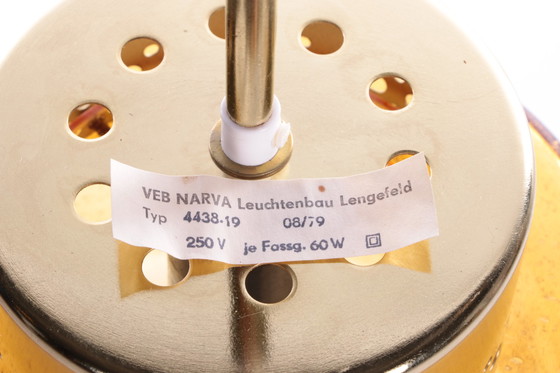 VEB NARVA Leuchtenbau Lengefeld
Typ 4438-19 08/79
250 V je Fassg. 60 W